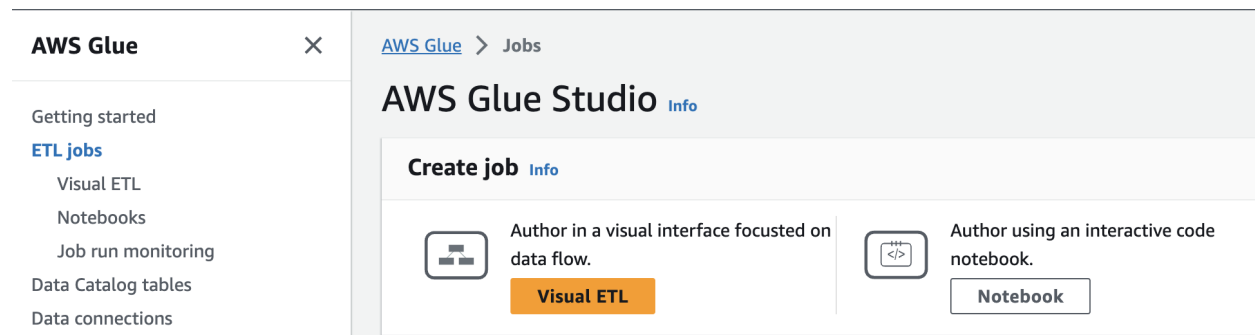 AWS Glue
Getting started
ETL jobs
Visual ETL
Notebooks
Job run monitoring
Data Catalog tables
Data connections
AWS Glue > Jobs
AWS Glue Studio Info
Create job Info
Author in a visual interface focusted on
data flow.
Visual ETL
</>
Author using an interactive code
notebook.
Notebook